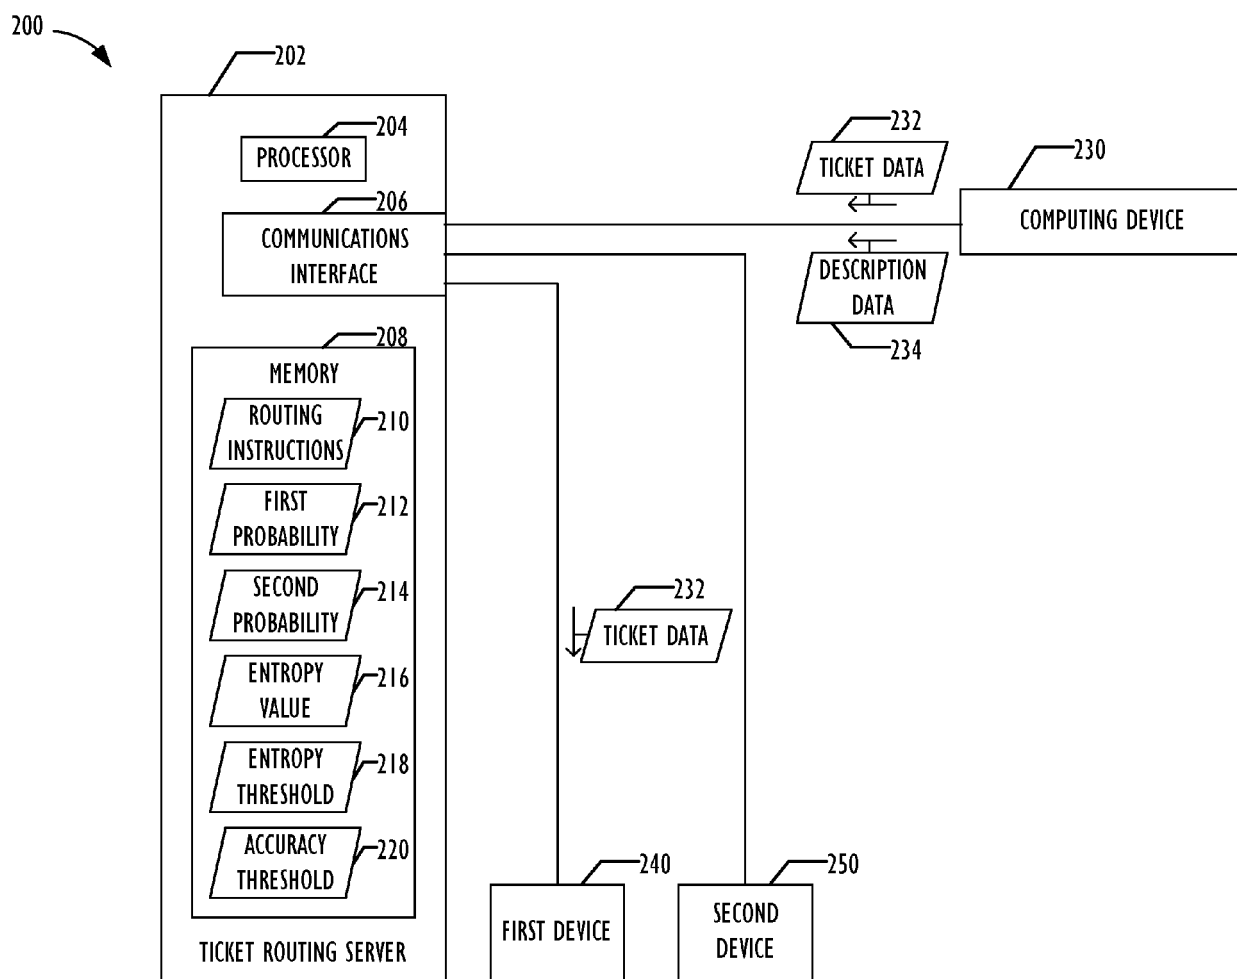 200
202
204
PROCESSOR
206
COMMUNICATIONS
INTERFACE
208
MEMORY
ROUTING
INSTRUCTIONS
210
FIRST
PROBABILITY
212
SECOND
PROBABILITY
214
ENTROPY
VALUE
216
ENTROPY
THRESHOLD
218
ACCURACY
THRESHOLD
220
TICKET ROUTING SERVER
232
TICKET DATA
230
COMPUTING DEVICE
DESCRIPTION
DATA
234
232
TICKET DATA
240
FIRST DEVICE
250
SECOND
DEVICE